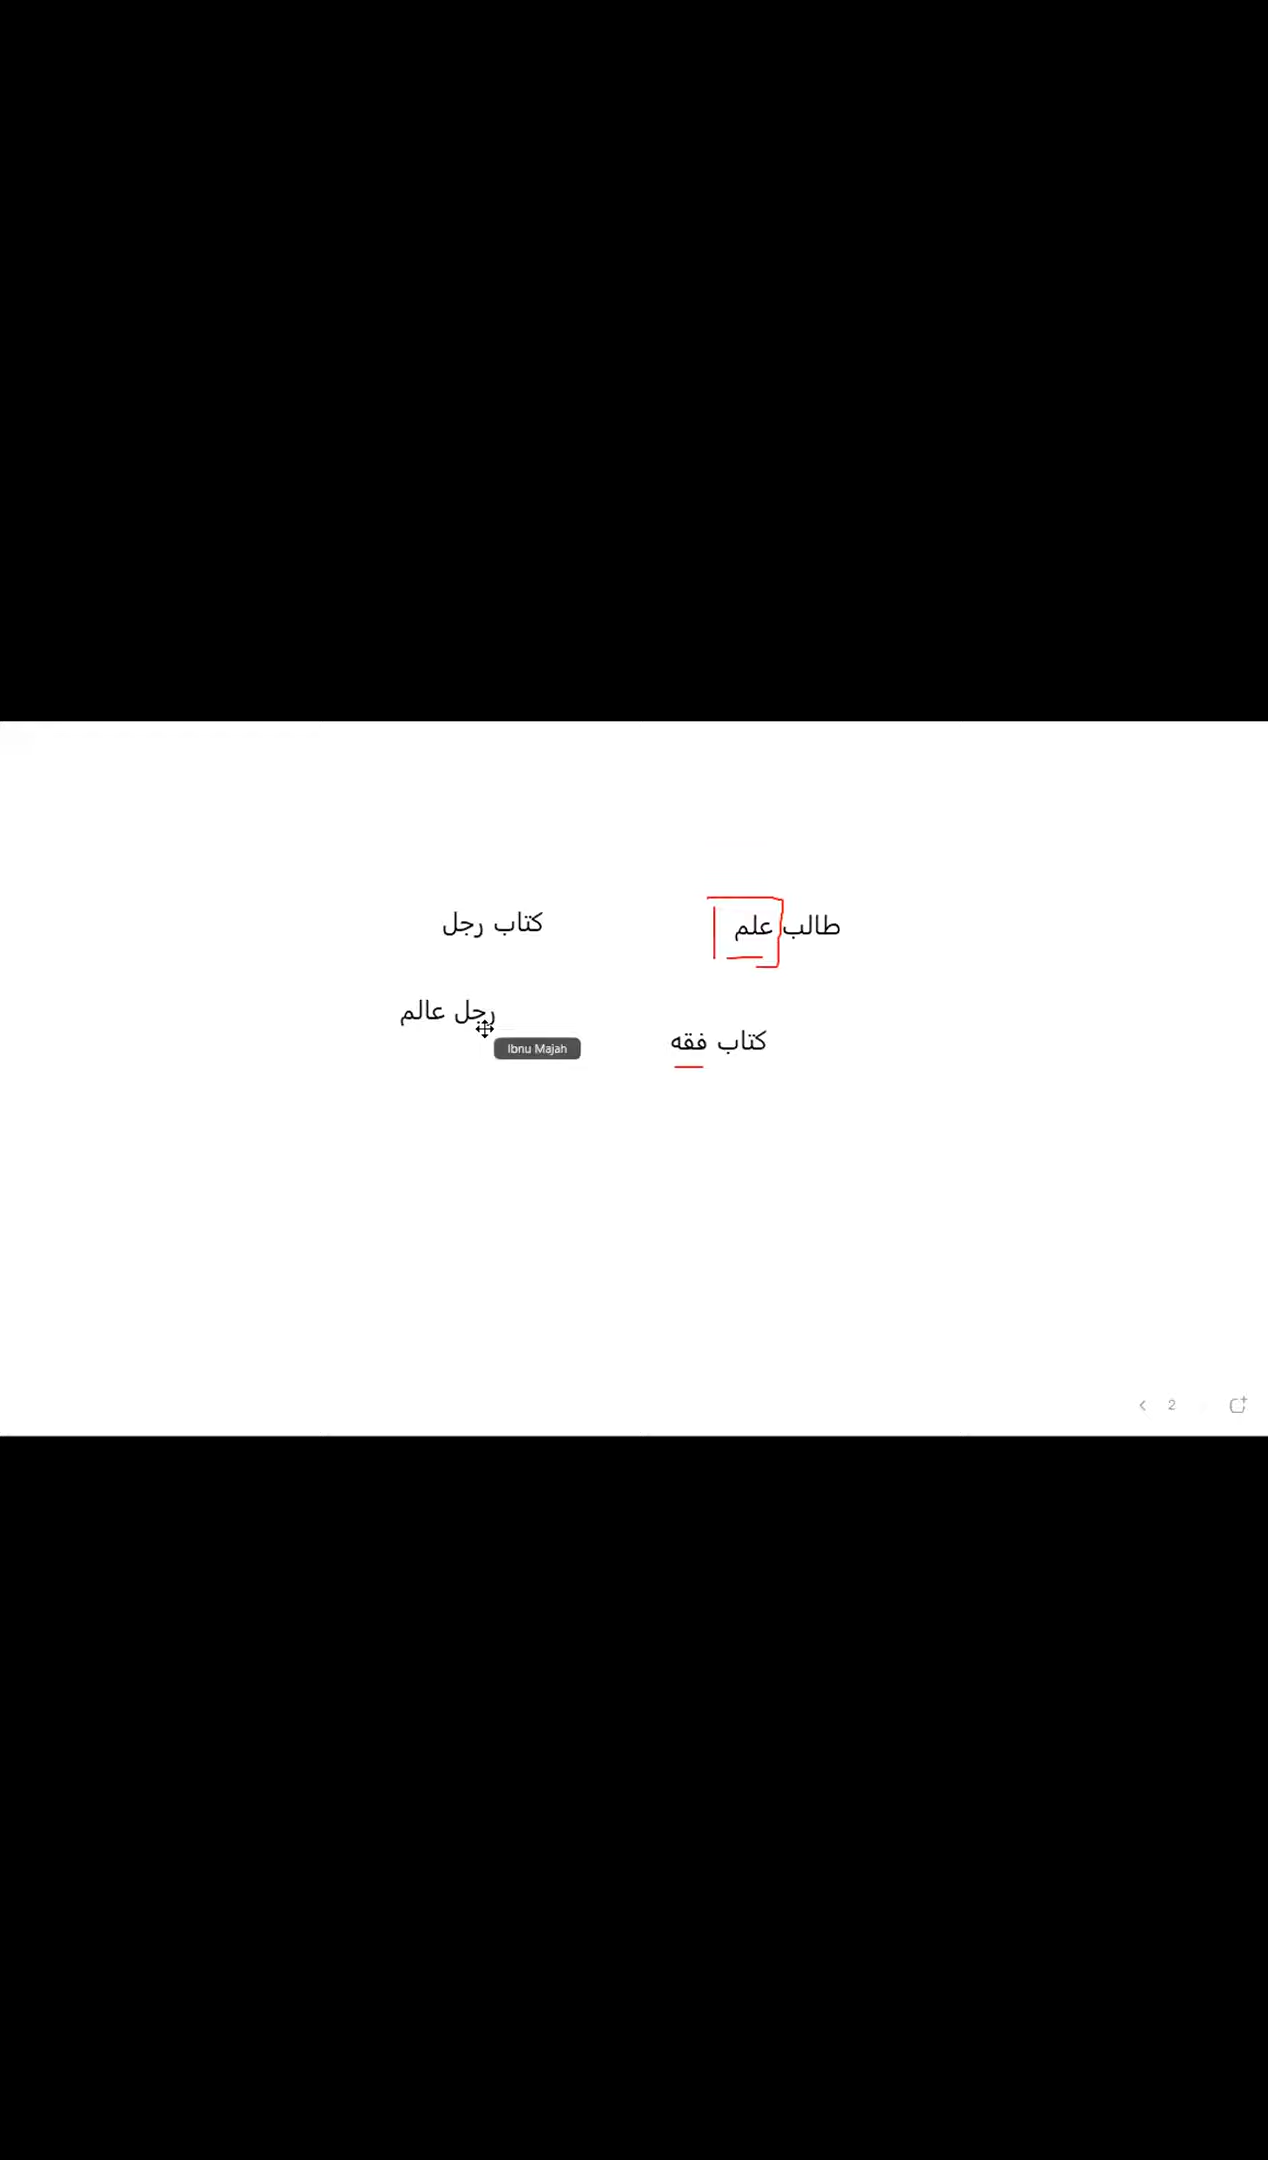 طالب علم
كتاب رجل
رجل عالم
Ibnu Majah
كتاب فقه
2